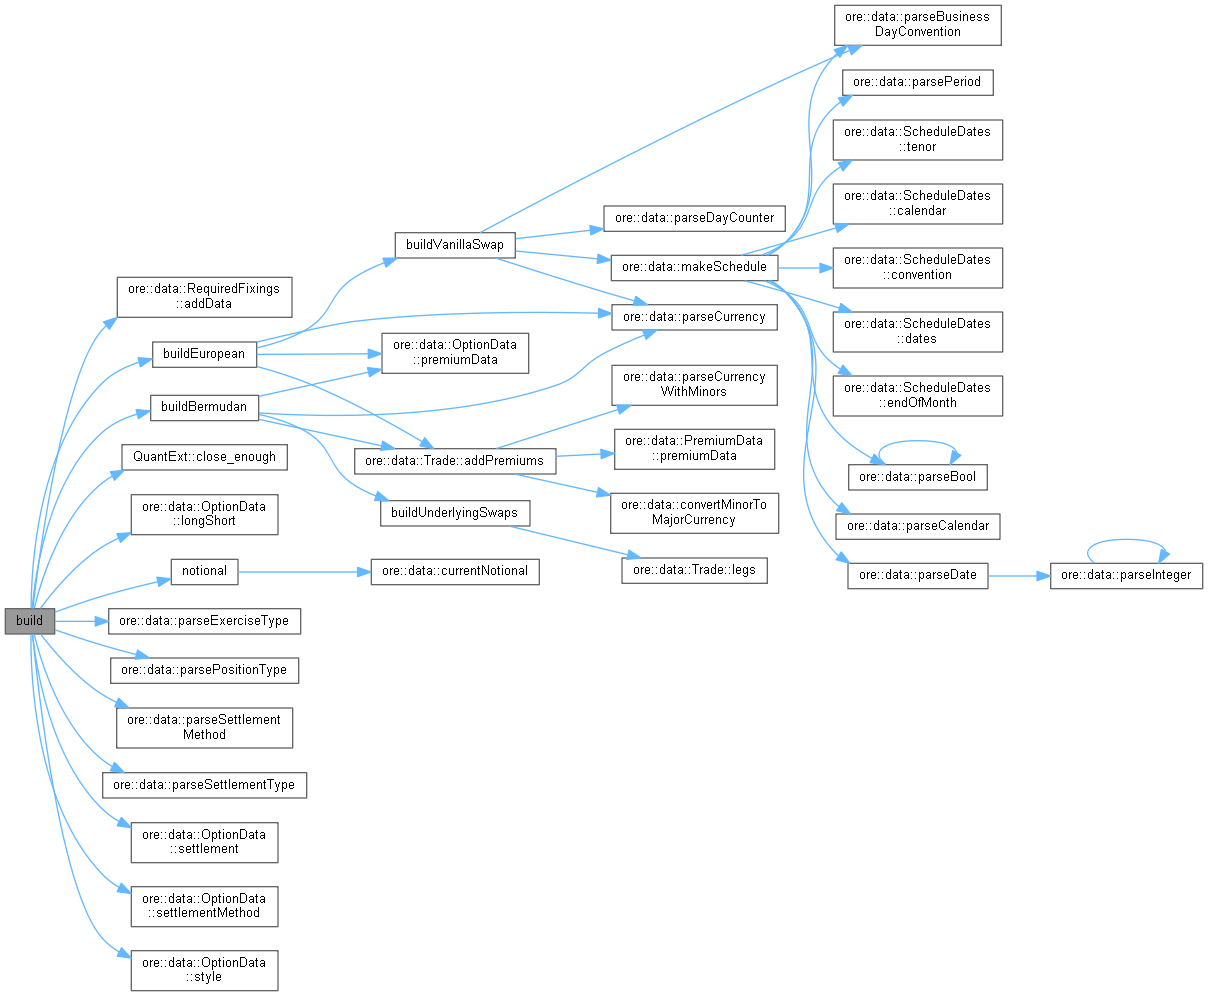 ore::data::parseBusiness
DayConvention
ore::data::parsePeriod
ore::data::ScheduleDates
::tenor
ore::data::ScheduleDates
::calendar
ore::data::parseDayCounter
buildVanillaSwap
ore::data::makeSchedule
ore::data::ScheduleDates
::convention
ore::data::RequiredFixings
::addData
ore::data::parseCurrency
ore::data::ScheduleDates
::dates
buildEuropean
ore::data::OptionData
::premiumData
ore::data::parseCurrency
WithMinors
ore::data::ScheduleDates
::endOfMonth
buildBermudan
QuantExt::close_enough
ore::data::Trade::addPremiums
ore::data::PremiumData
::premiumData
ore::data::parseBool
ore::data::OptionData
::longShort
buildUnderlyingSwaps
ore::data::convertMinorTo
MajorCurrency
ore::data::parseCalendar
notional
ore::data::currentNotional
ore::data::Trade::legs
ore::data::parseDate
ore::data::parseInteger
build
ore::data::parseExerciseType
ore::data::parsePositionType
ore::data::parseSettlement
Method
ore::data::parseSettlementType
ore::data::OptionData
::settlement
ore::data::OptionData
::settlementMethod
ore::data::OptionData
::style